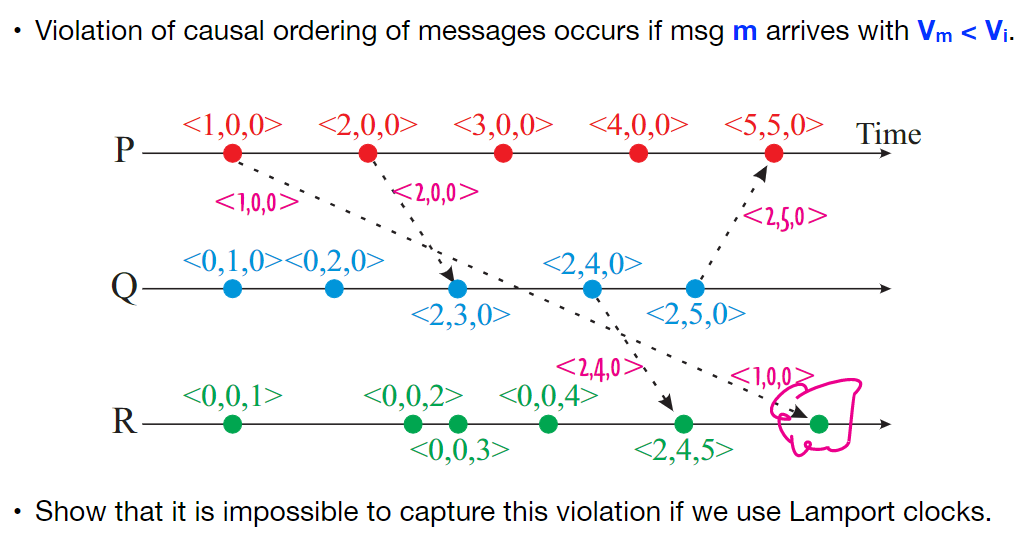 • Violation of causal ordering of messages occurs if msg m arrives with Vm < Vi.
<1,0,0> <2,0,0> <3,0,0> <4,0,0> <5,5,0> Time
P
<1,0,0> <2,0,0> <2,5,0>
<0,1,0> <0,2,0> <2,4,0>
Q
<2,3,0> <2,5,0>
<2,4,0> <1,0,0>
<0,0,1> <0,0,2> <0,0,4>
R
<0,0,3> <2,4,5>
• Show that it is impossible to capture this violation if we use Lamport clocks.